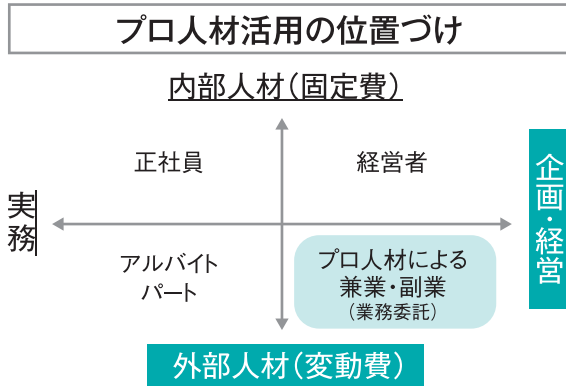 プロ人材活用の位置づけ
内部人材（固定費）
正社員
経営者
実務
企画・経営
アルバイト
パート
プロ人材による
兼業・副業
（業務委託）
外部人材（変動費）